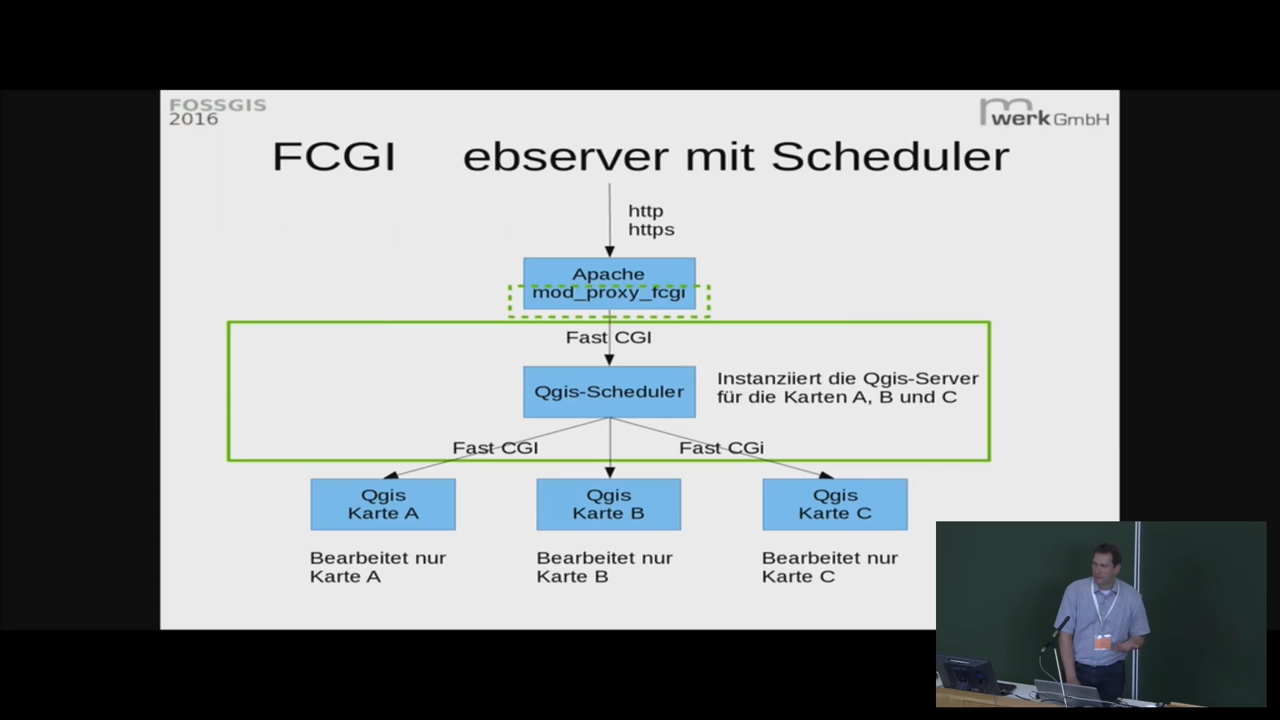 FOSSGIS
2016
m
werk GmbH
FCGI ebserver mit Scheduler
http
https
Apache
mod_proxy_fcgi
Fast CGI
Qgis-Scheduler
Instanziiert die Qgis-Server
für die Karten A, B und C
Fast CGI
Fast CGi
Qgis
Karte A
Qgis
Karte B
Qgis
Karte C
Bearbeitet nur
Karte A
Bearbeitet nur
Karte B
Bearbeitet nur
Karte C